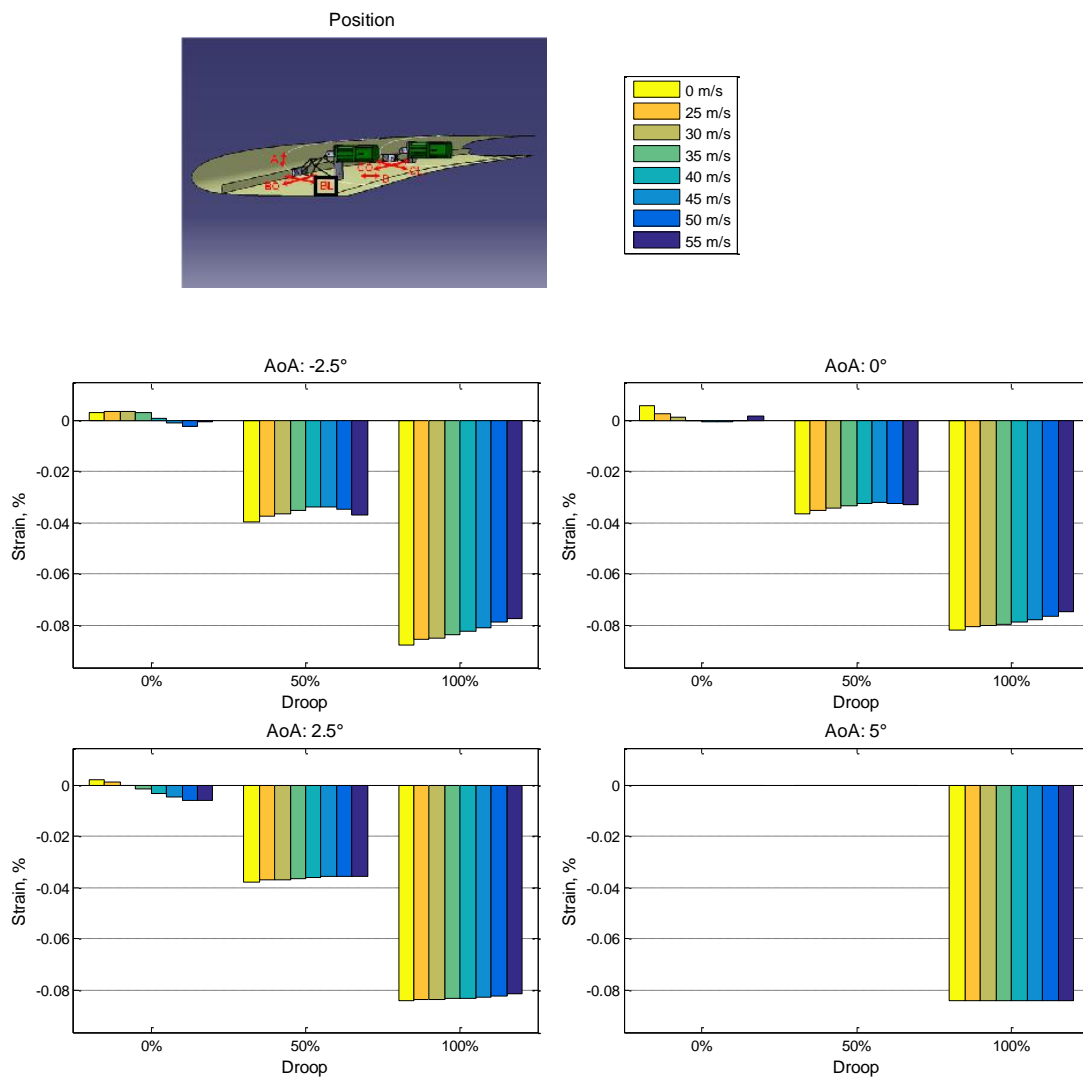 Position
A
BO
BL
CO
D
CL
0 m/s
25 m/s
30 m/s
35 m/s
40 m/s
45 m/s
50 m/s
55 m/s
AoA: -2.5°
0
-0.02
-0.04
-0.06
-0.08
Strain, %
0%
50%
100%
Droop
AoA: 0°
0
-0.02
-0.04
-0.06
-0.08
Strain, %
0%
50%
100%
Droop
AoA: 2.5°
0
-0.02
-0.04
-0.06
-0.08
Strain, %
0%
50%
100%
Droop
AoA: 5°
0
-0.02
-0.04
-0.06
-0.08
Strain, %
0%
50%
100%
Droop